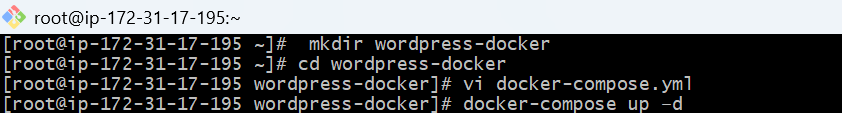 root@ip-172-31-17-195:~
[root@ip-172-31-17-195 ~]#  mkdir wordpress-docker
[root@ip-172-31-17-195 ~]# cd wordpress-docker
[root@ip-172-31-17-195 wordpress-docker]# vi docker-compose.yml
[root@ip-172-31-17-195 wordpress-docker]# docker-compose up –d